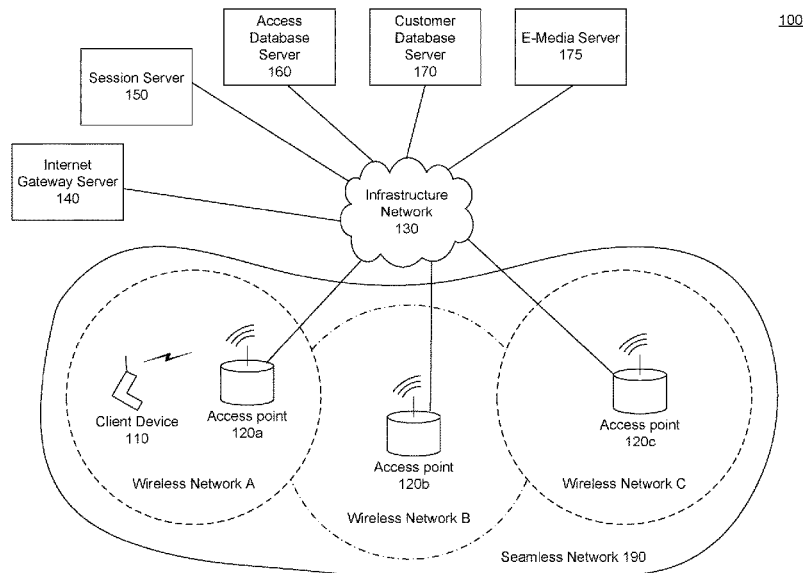 100
Access
Database
Server
160
Customer
Database
Server
170
E-Media Server
175
Session Server
150
Internet
Gateway Server
140
Infrastructure
Network
130
Client Device
110
Access point
120a
Wireless Network A
Access point
120b
Wireless Network B
Access point
120c
Wireless Network C
Seamless Network 190